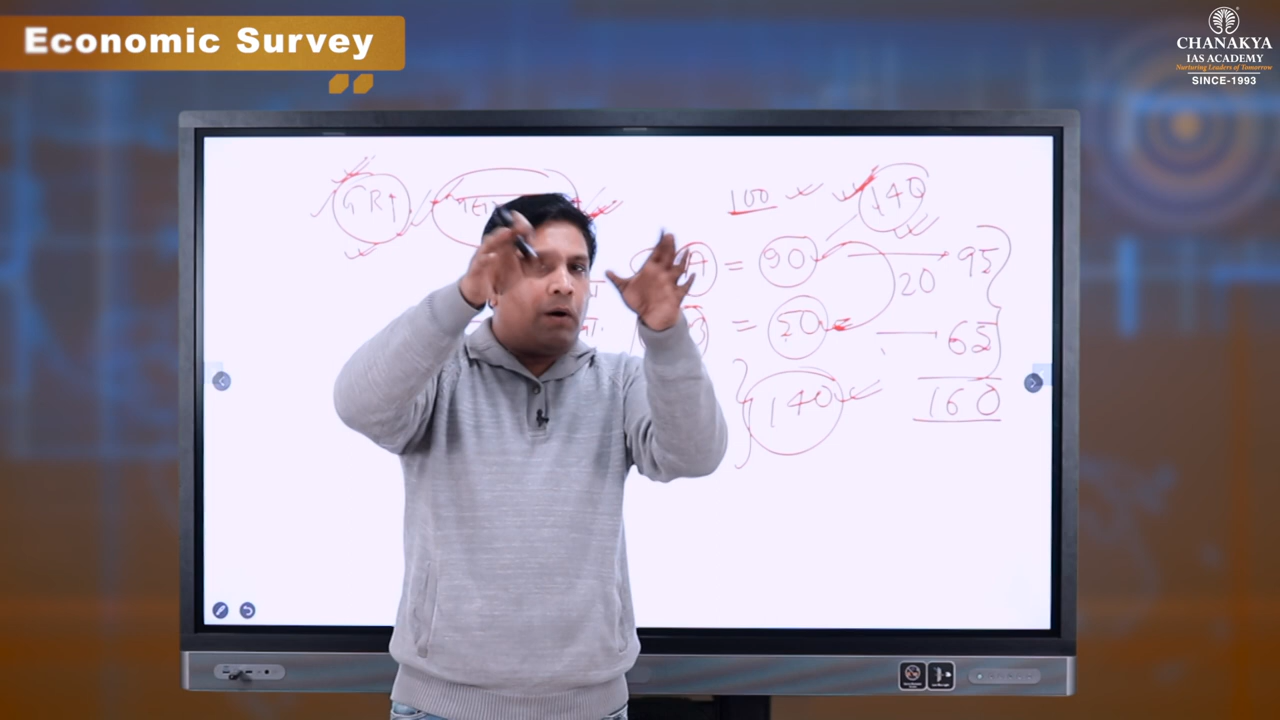 Economic Survey
CHANAKYA
IAS ACADEMY
Nurturing Leaders of Tomorrow
SINCE-1993
100
140
A = 90
95
20
= 50
65
140
160